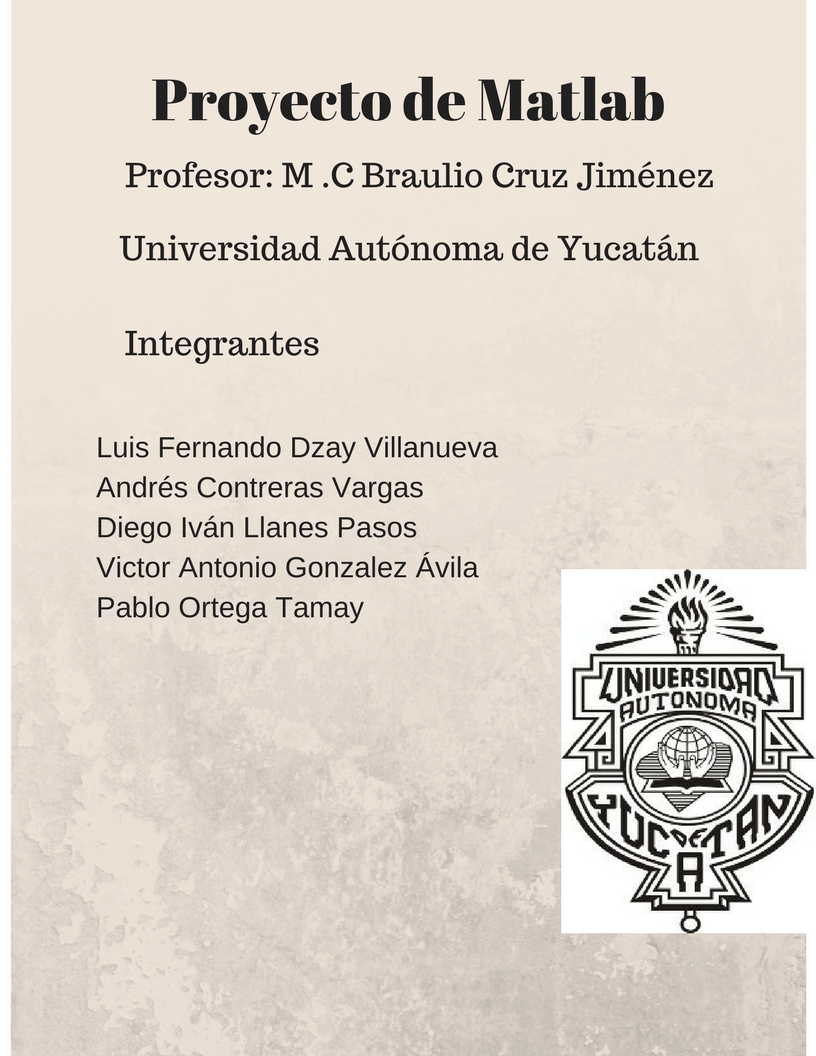 Proyecto de Matlab
Profesor: M .C Braulio Cruz Jiménez
Universidad Autónoma de Yucatán
Integrantes
Luis Fernando Dzay Villanueva
Andrés Contreras Vargas
Diego Iván Llanes Pasos
Victor Antonio Gonzalez Ávila
Pablo Ortega Tamay
UNIVERSIDAD
AUTONOMA
DE
YUCATAN